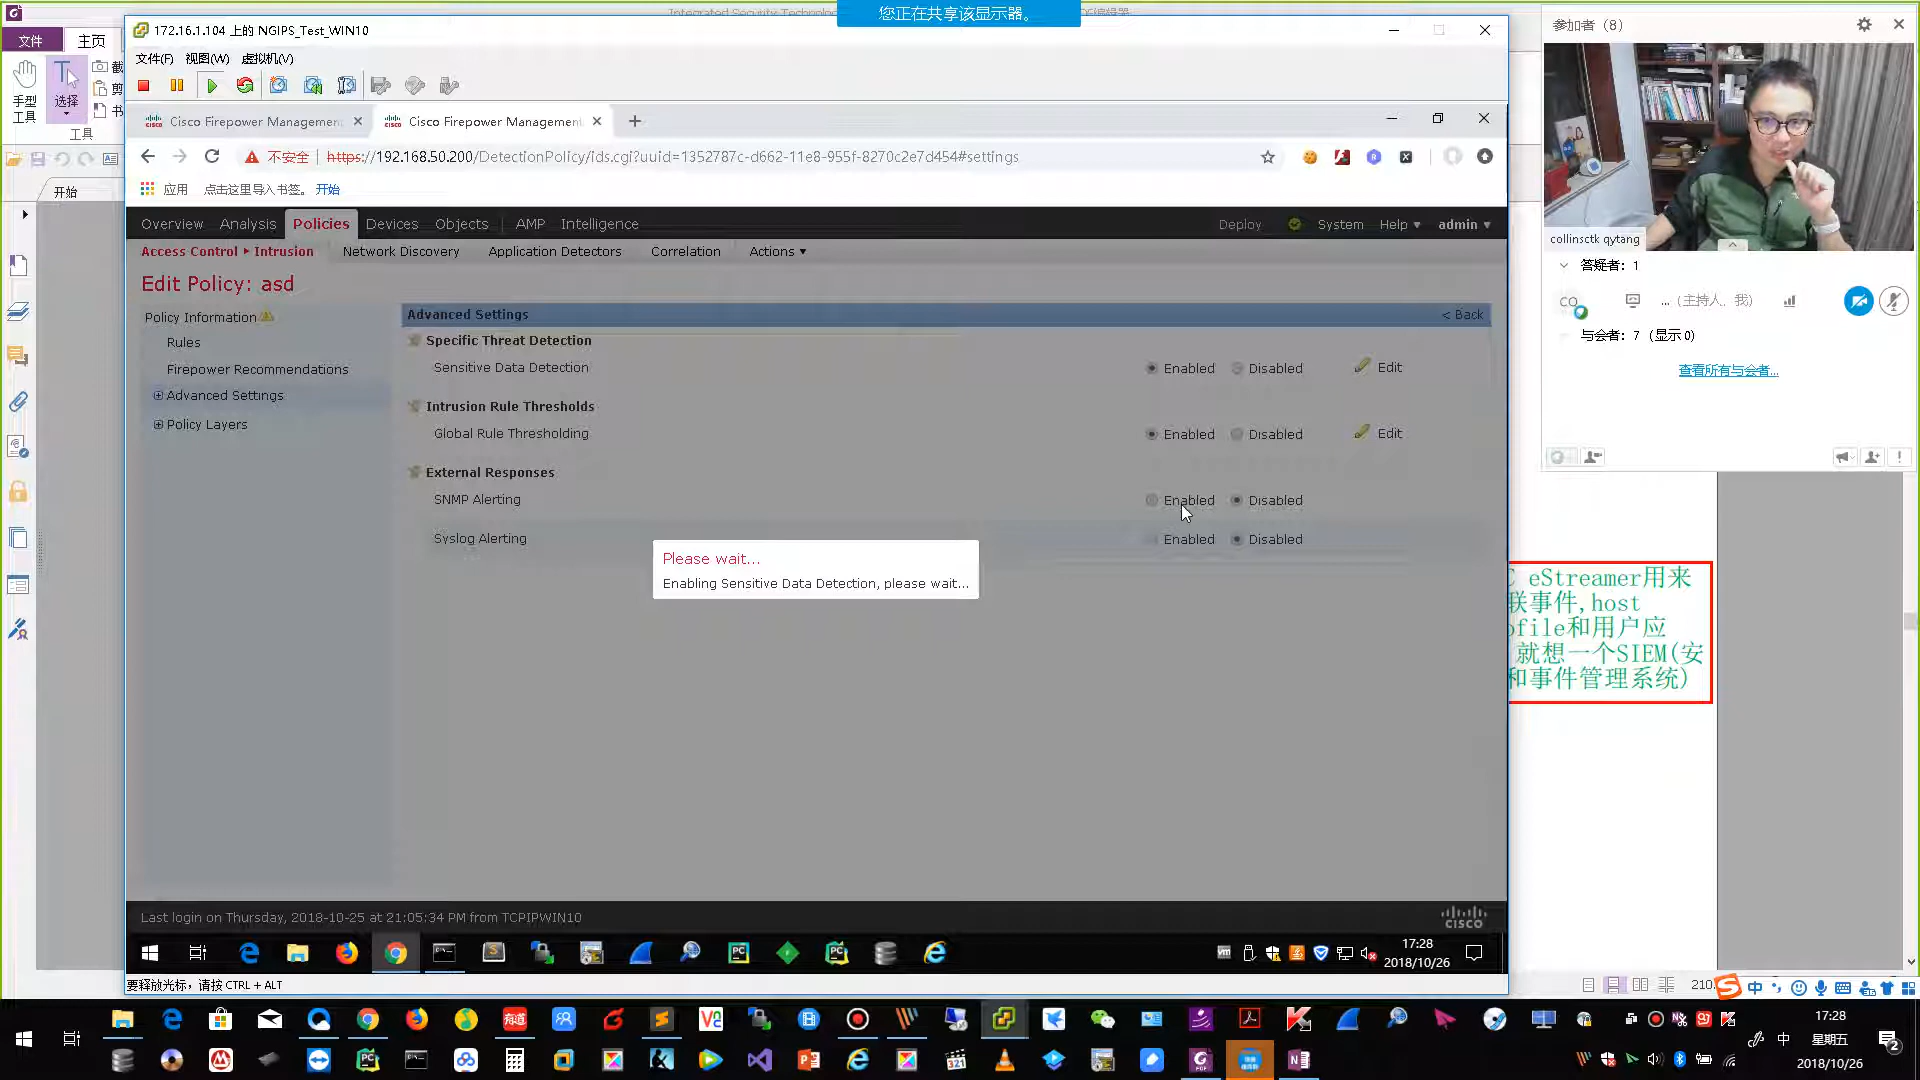 您正在共享该显示器。
文件
主页
手型
工具
选择
工具
开始
172.16.1.104 上的 NGIPS_Test_WIN10
文件(F) 视图(W) 虚拟机(V)
Cisco Firepower Management
Cisco Firepower Management
不安全 | https://192.168.50.200/DetectionPolicy/ids.cgi?uuid=1352787c-d662-11e8-955f-8270c2e7d454#settings
应用 点击这里导入书签。 开始
Overview Analysis Policies Devices Objects AMP Intelligence Deploy System Help admin
Access Control Intrusion Network Discovery Application Detectors Correlation Actions
Edit Policy: asd
Policy Information
Rules
Firepower Recommendations
Advanced Settings
Policy Layers
Advanced Settings < Back
Specific Threat Detection
Sensitive Data Detection Enabled Disabled Edit
Intrusion Rule Thresholds
Global Rule Thresholding Enabled Disabled Edit
External Responses
SNMP Alerting Enabled Disabled
Syslog Alerting Enabled Disabled
Please wait...
Enabling Sensitive Data Detection, please wait...
Last login on Thursday, 2018-10-25 at 21:05:34 PM from TCPIPWIN10
CISCO
17:28
2018/10/26
要释放光标，请按 CTRL + ALT
参加者（8）
collinsctk qytang
答疑者：1
CQ ... （主持人、我）
与会者：7（显示 0）
查看所有与会者...
eStreamer用来
联事件,host
ofile和用户应
就想一个SIEM(安
和事件管理系统)
210.
中
17:28
中 星期五
2018/10/26
2